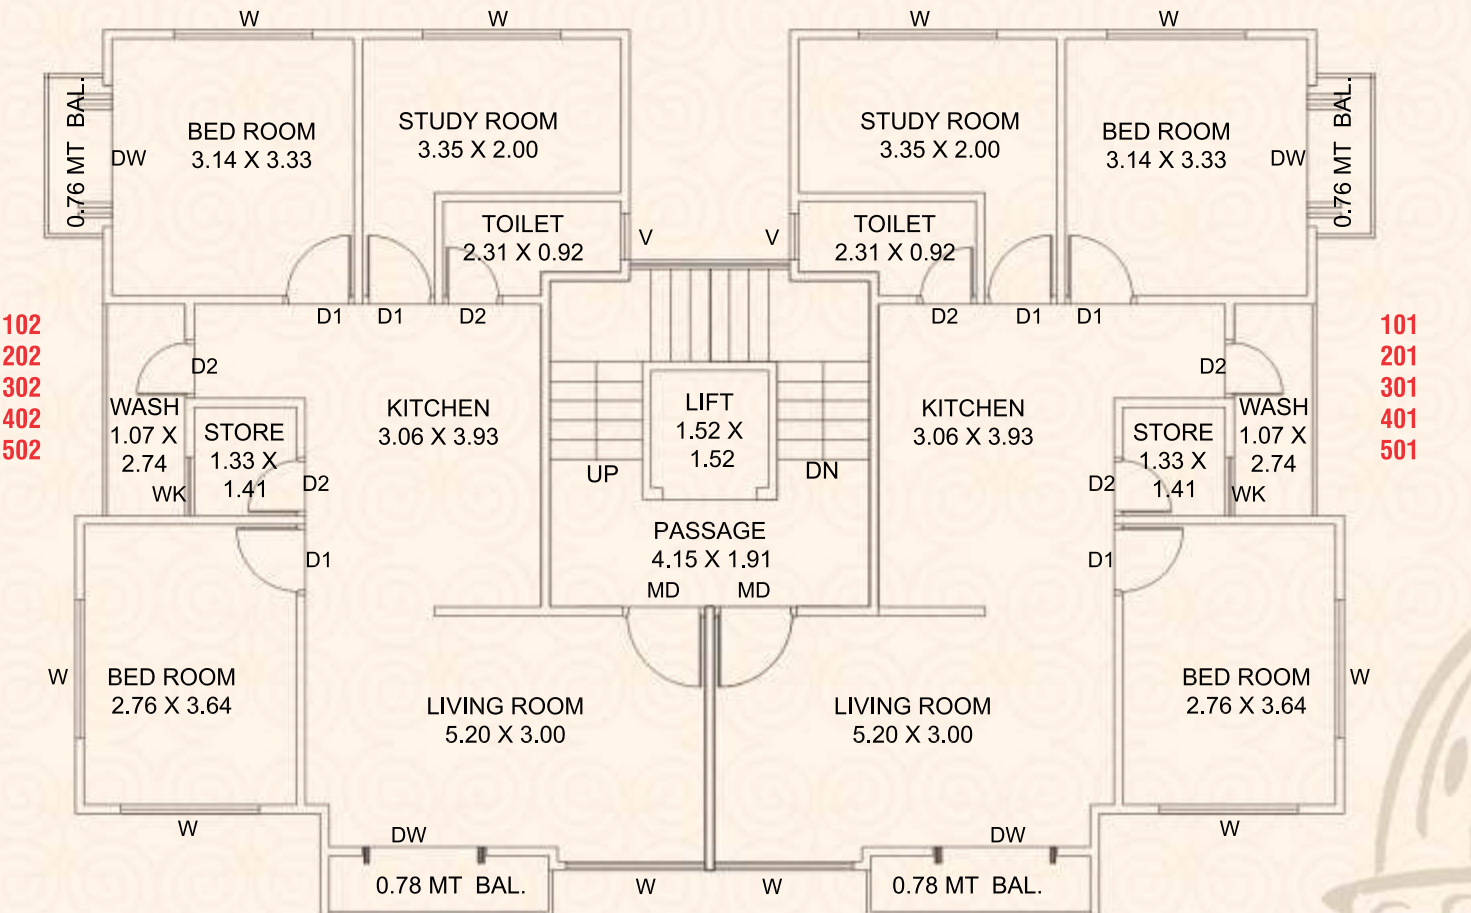 W W W W
BED ROOM
3.14 X 3.33
STUDY ROOM
3.35 X 2.00
STUDY ROOM
3.35 X 2.00
BED ROOM
3.14 X 3.33
0.76 MT BAL.
DW
DW
0.76 MT BAL.
TOILET
2.31 X 0.92
V V
TOILET
2.31 X 0.92
D1 D1 D2
D2 D1 D1
102
202
302
402
502
101
201
301
401
501
D2
D2
WASH
1.07 X
2.74
STORE
1.33 X
1.41
WK
D2
KITCHEN
3.06 X 3.93
LIFT
1.52 X
1.52
UP
DN
KITCHEN
3.06 X 3.93
STORE
1.33 X
1.41
D2
WASH
1.07 X
2.74
WK
PASSAGE
4.15 X 1.91
MD MD
D1
D1
W
BED ROOM
2.76 X 3.64
LIVING ROOM
5.20 X 3.00
LIVING ROOM
5.20 X 3.00
BED ROOM
2.76 X 3.64
W
W
DW
DW
W
0.78 MT BAL.
W W
0.78 MT BAL.